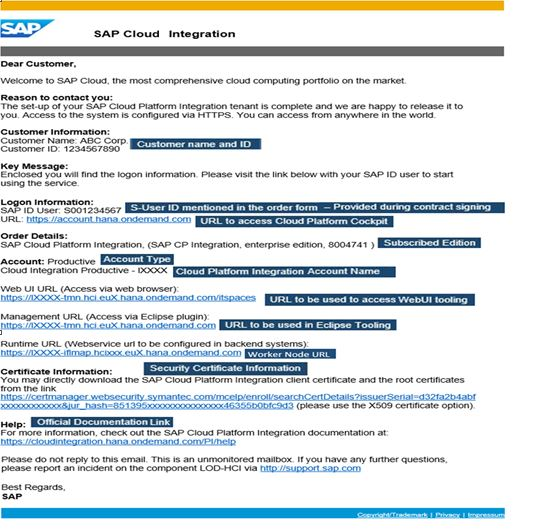 SAP
SAP Cloud Integration
Dear Customer,
Welcome to SAP Cloud, the most comprehensive cloud computing portfolio on the market.
Reason to contact you:
The set-up of your SAP Cloud Platform Integration tenant is complete and we are happy to release it to
you. Access to the system is configured via HTTPS. You can access from anywhere in the world.
Customer Information:
Customer Name: ABC Corp.
Customer ID: 1234567890
Customer name and ID
Key Message:
Enclosed you will find the logon information. Please visit the link below with your SAP ID user to start
using the service.
Logon Information:
SAP ID User: S001234567 S-User ID mentioned in the order form – Provided during contract signing
URL: https://account.hana.ondemand.com URL to access Cloud Platform Cockpit
Order Details:
SAP Cloud Platform Integration, (SAP CP Integration, enterprise edition, 8004741 ) Subscribed Edition
Account: Productive Account Type
Cloud Integration Productive - IXXXX Cloud Platform Integration Account Name
Web UI URL (Access via web browser):
https://IXXXX-tmn.hci.euX.hana.ondemand.com/itspaces URL to be used to access WebUI tooling
Management URL (Access via Eclipse plugin):
https://IXXXX-tmn.hci.euX.hana.ondemand.com URL to be used in Eclipse Tooling
Runtime URL (Webservice url to be configured in backend systems):
https://IXXXX-iflmap.hcixxx.euX.hana.ondemand.com Worker Node URL
Certificate Information: Security Certificate Information
You may directly download the SAP Cloud Platform Integration client certificate and the root certificates
from the link
https://certmanager.websecurity.symantec.com/mcelp/enroll/searchCertDetails?issuerSerial=d32fa2b4abf
xxxxxxxxxxxxx&jur_hash=851395xxxxxxxxxxxxxxx46355b0bfc9d3 (please use the X509 certificate option).
Help: Official Documentation Link
For more information, check out the SAP Cloud Platform Integration documentation at:
https://cloudintegration.hana.ondemand.com/PI/help
Please do not reply to this email. This is an unmonitored mailbox. If you have any further questions,
please report an incident on the component LOD-HCI via http://support.sap.com
Best Regards,
SAP
Copyright/Trademark | Privacy | Impressum